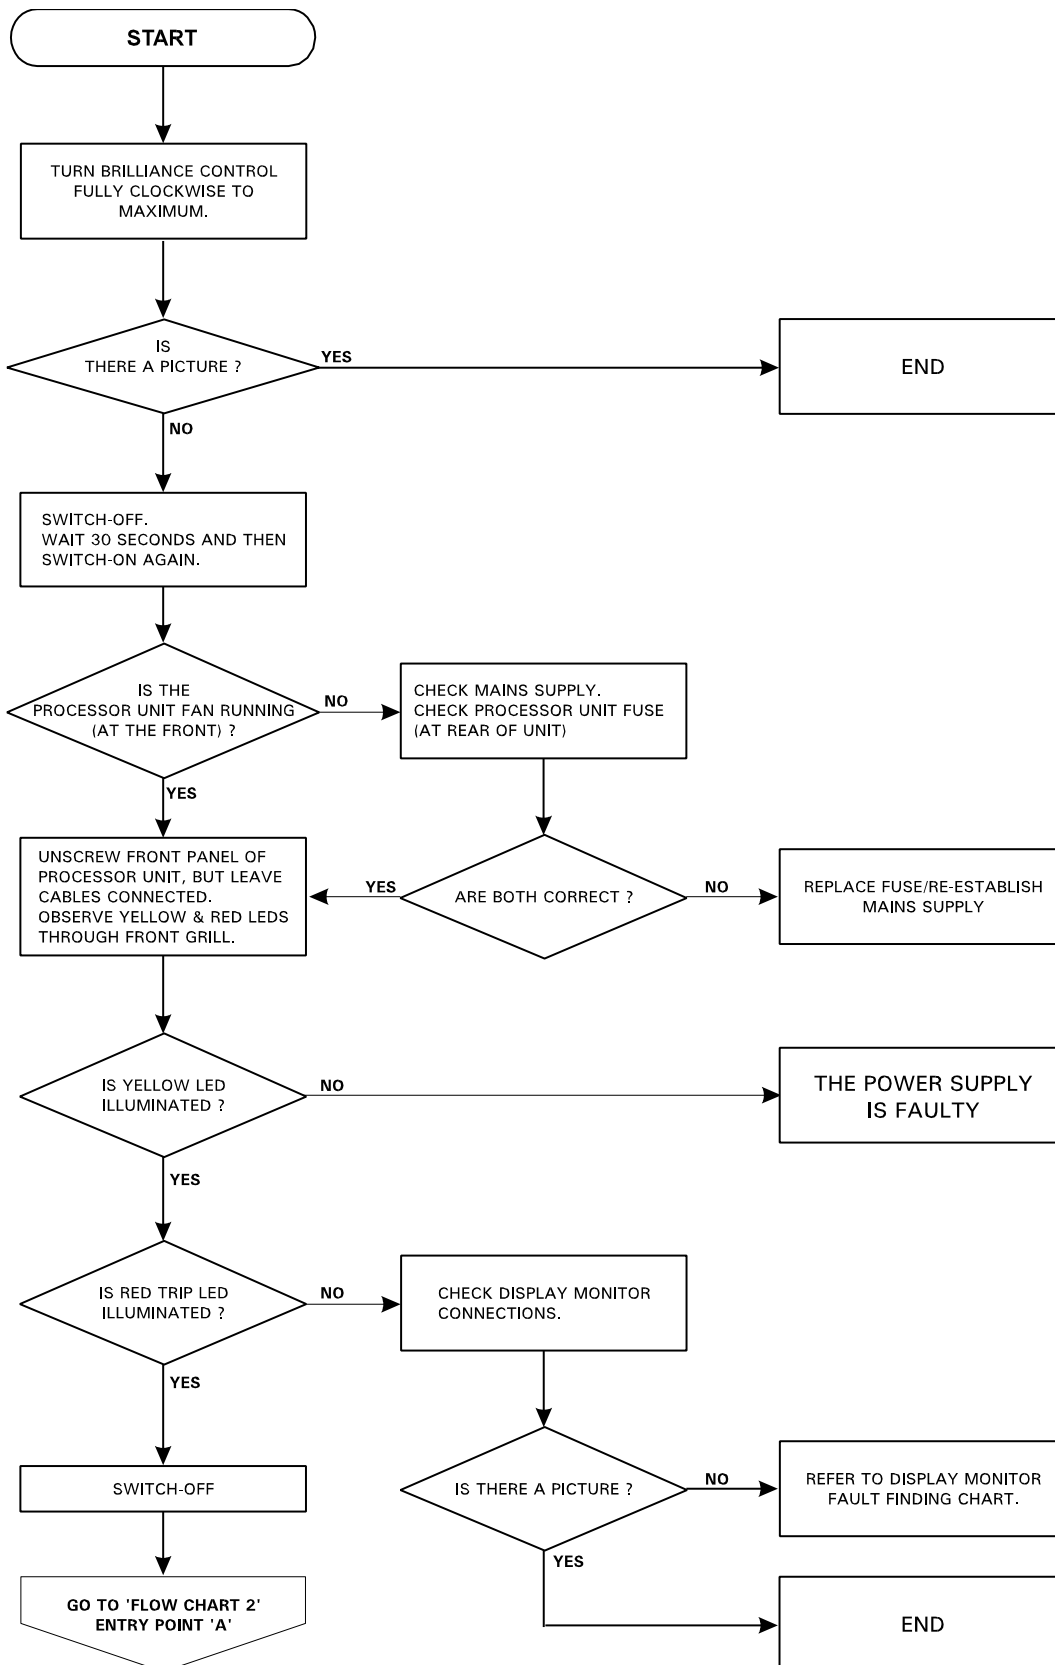 START
TURN BRILLIANCE CONTROL
FULLY CLOCKWISE TO
MAXIMUM.
IS
THERE A PICTURE ?
YES
END
NO
SWITCH-OFF.
WAIT 30 SECONDS AND THEN
SWITCH-ON AGAIN.
IS THE
PROCESSOR UNIT FAN RUNNING
(AT THE FRONT) ?
NO
CHECK MAINS SUPPLY.
CHECK PROCESSOR UNIT FUSE
(AT REAR OF UNIT)
YES
UNSCREW FRONT PANEL OF
PROCESSOR UNIT, BUT LEAVE
CABLES CONNECTED.
OBSERVE YELLOW & RED LEDS
THROUGH FRONT GRILL.
YES
ARE BOTH CORRECT ?
NO
REPLACE FUSE/RE-ESTABLISH
MAINS SUPPLY
IS YELLOW LED
ILLUMINATED ?
NO
THE POWER SUPPLY
IS FAULTY
YES
IS RED TRIP LED
ILLUMINATED ?
NO
CHECK DISPLAY MONITOR
CONNECTIONS.
YES
SWITCH-OFF
IS THERE A PICTURE ?
NO
REFER TO DISPLAY MONITOR
FAULT FINDING CHART.
YES
GO TO 'FLOW CHART 2'
ENTRY POINT 'A'
END